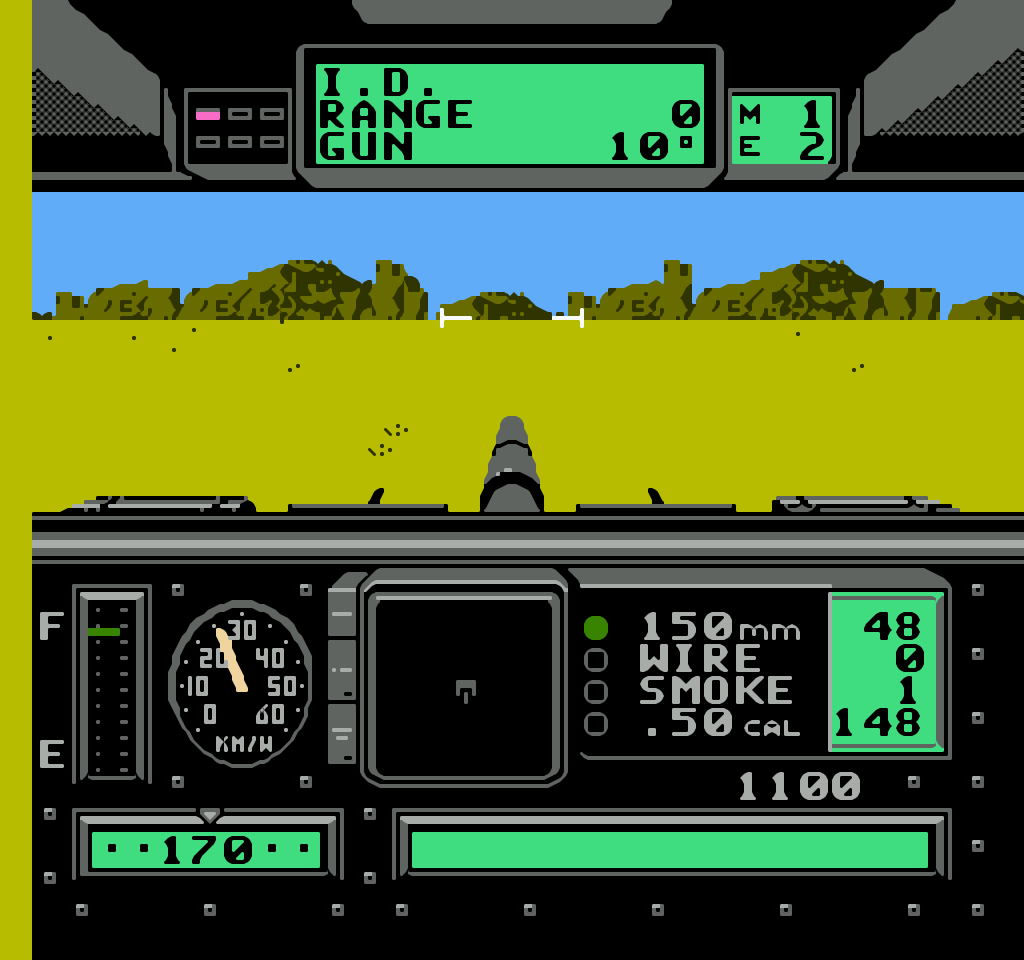 I.D.
RANGE 0
GUN 10°
M 1
E 2
F
E
30
20 40
10 50
0 60
KM/W
150mm 48
WIRE 0
SMOKE 1
.50 CAL 148
1100
· · 170 · ·